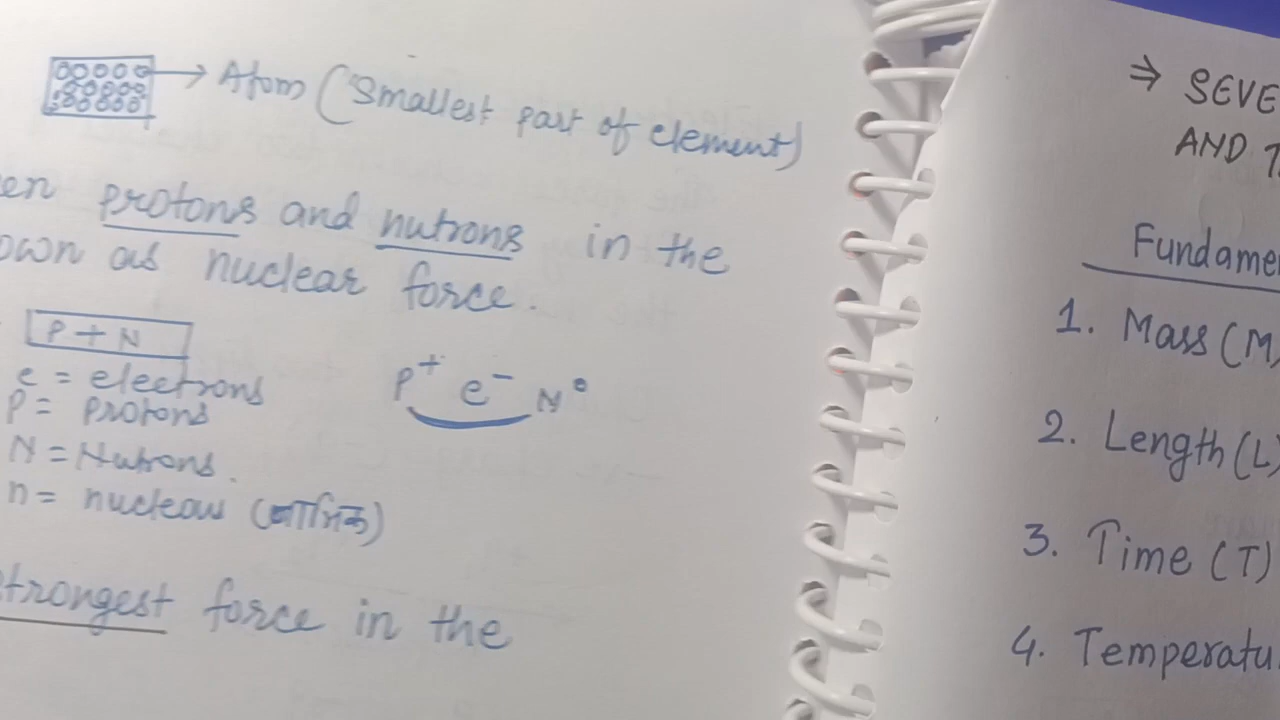 Atom (Smallest part of element)
en protons and nutrons in the
own as nuclear force.
P + N
e = electrons
P = protons
P⁺ e⁻ N°
N = Nutrons.
n = nucleous
trongest force in the
⇒ SEVE
AND T
Fundame
1. Mass (M
2. Length (L)
3. Time (T)
4. Temperatu